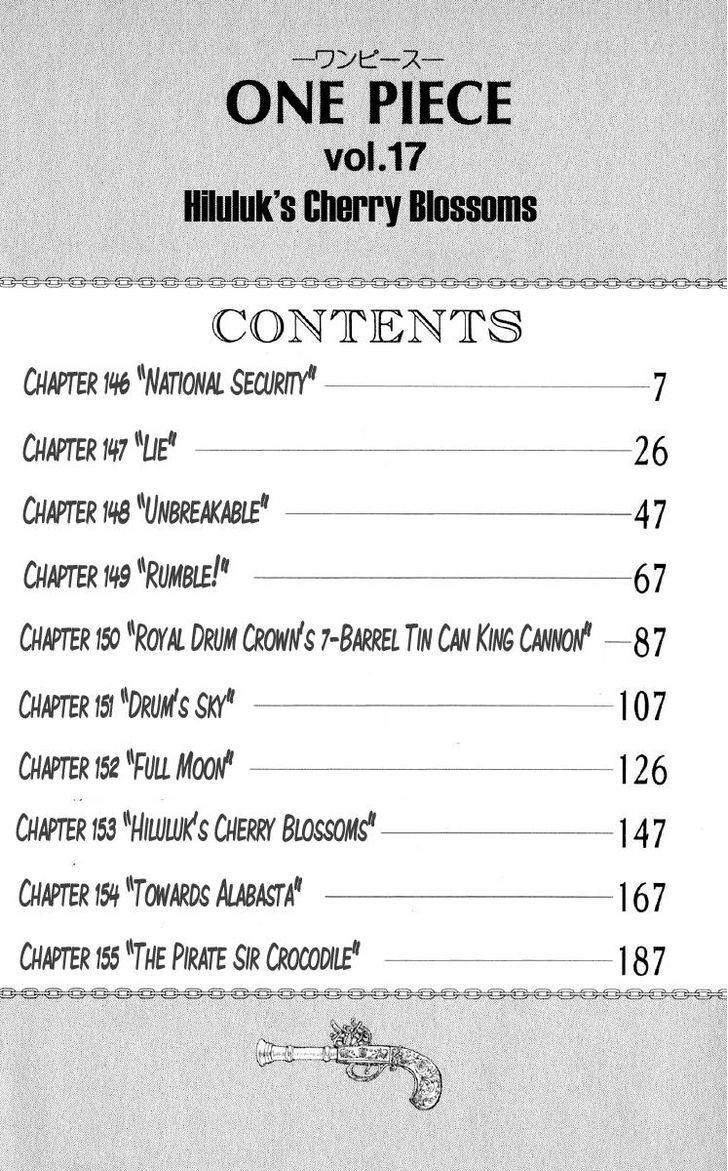 —ワンピース—
ONE PIECE
vol.17
Hiluluk's Cherry Blossoms
CONTENTS
CHAPTER 146 "NATIONAL SECURITY" 7
CHAPTER 147 "LIE" 26
CHAPTER 148 "UNBREAKABLE" 47
CHAPTER 149 "RUMBLE!" 67
CHAPTER 150 "ROYAL DRUM CROWN'S 7-BARREL TIN CAN KING CANNON" 87
CHAPTER 151 "DRUM'S SKY" 107
CHAPTER 152 "FULL MOON" 126
CHAPTER 153 "HILULUK'S CHERRY BLOSSOMS" 147
CHAPTER 154 "TOWARDS ALABASTA" 167
CHAPTER 155 "THE PIRATE SIR CROCODILE" 187